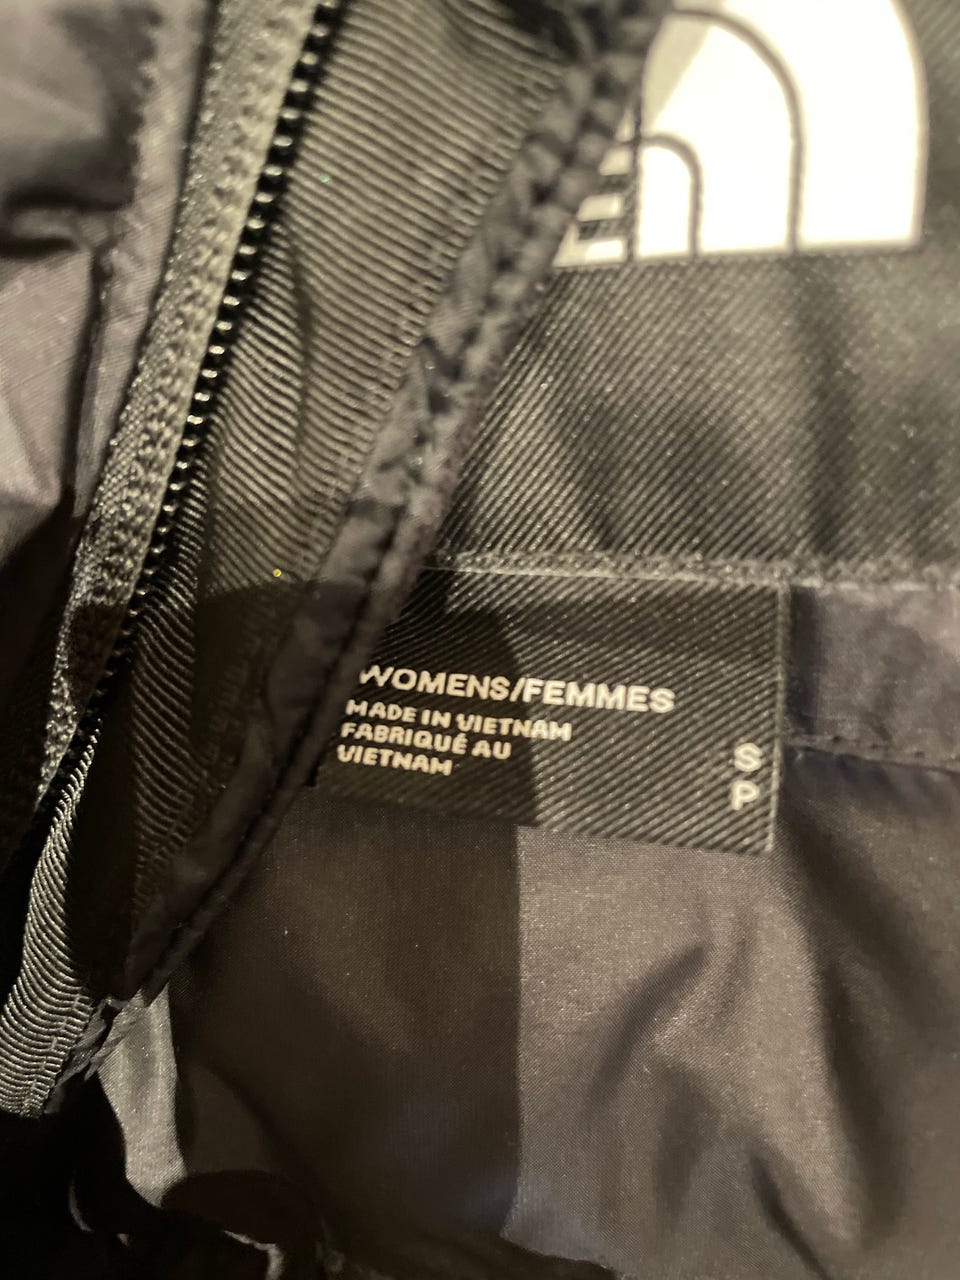 WOMENS/FEMMES
MADE IN VIETNAM
FABRIQUÉ AU
VIETNAM
S
P